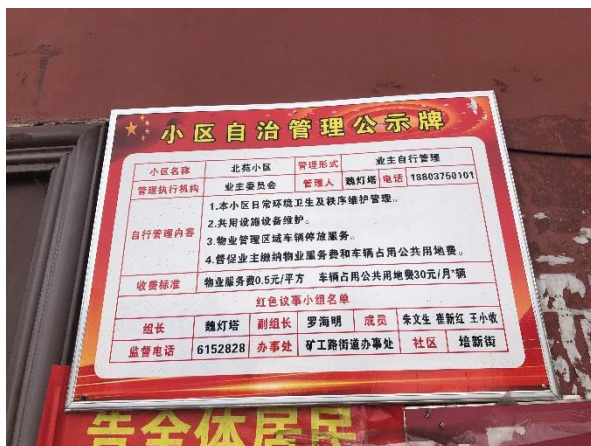 小区自治管理公示牌
小区名称 北苑小区 管理形式 业主自行管理
管理执行机构 业主委员会 管理人 魏灯塔 电话 18803750101
自行管理内容
1.本小区日常环境卫生及秩序维护管理。
2.共用设施设备维护。
3.物业管理区域车辆停放服务。
4.督促业主缴纳物业服务费和车辆占用公共用地费。
收费标准 物业服务费0.5元/平方 车辆占用公共用地费30元/月*辆
红色议事小组名单
组长 魏灯塔 副组长 罗海明 成员 朱文生 崔新红 王小收
监督电话 6152828 办事处 矿工路街道办事处 社区 培新街
告全体居民